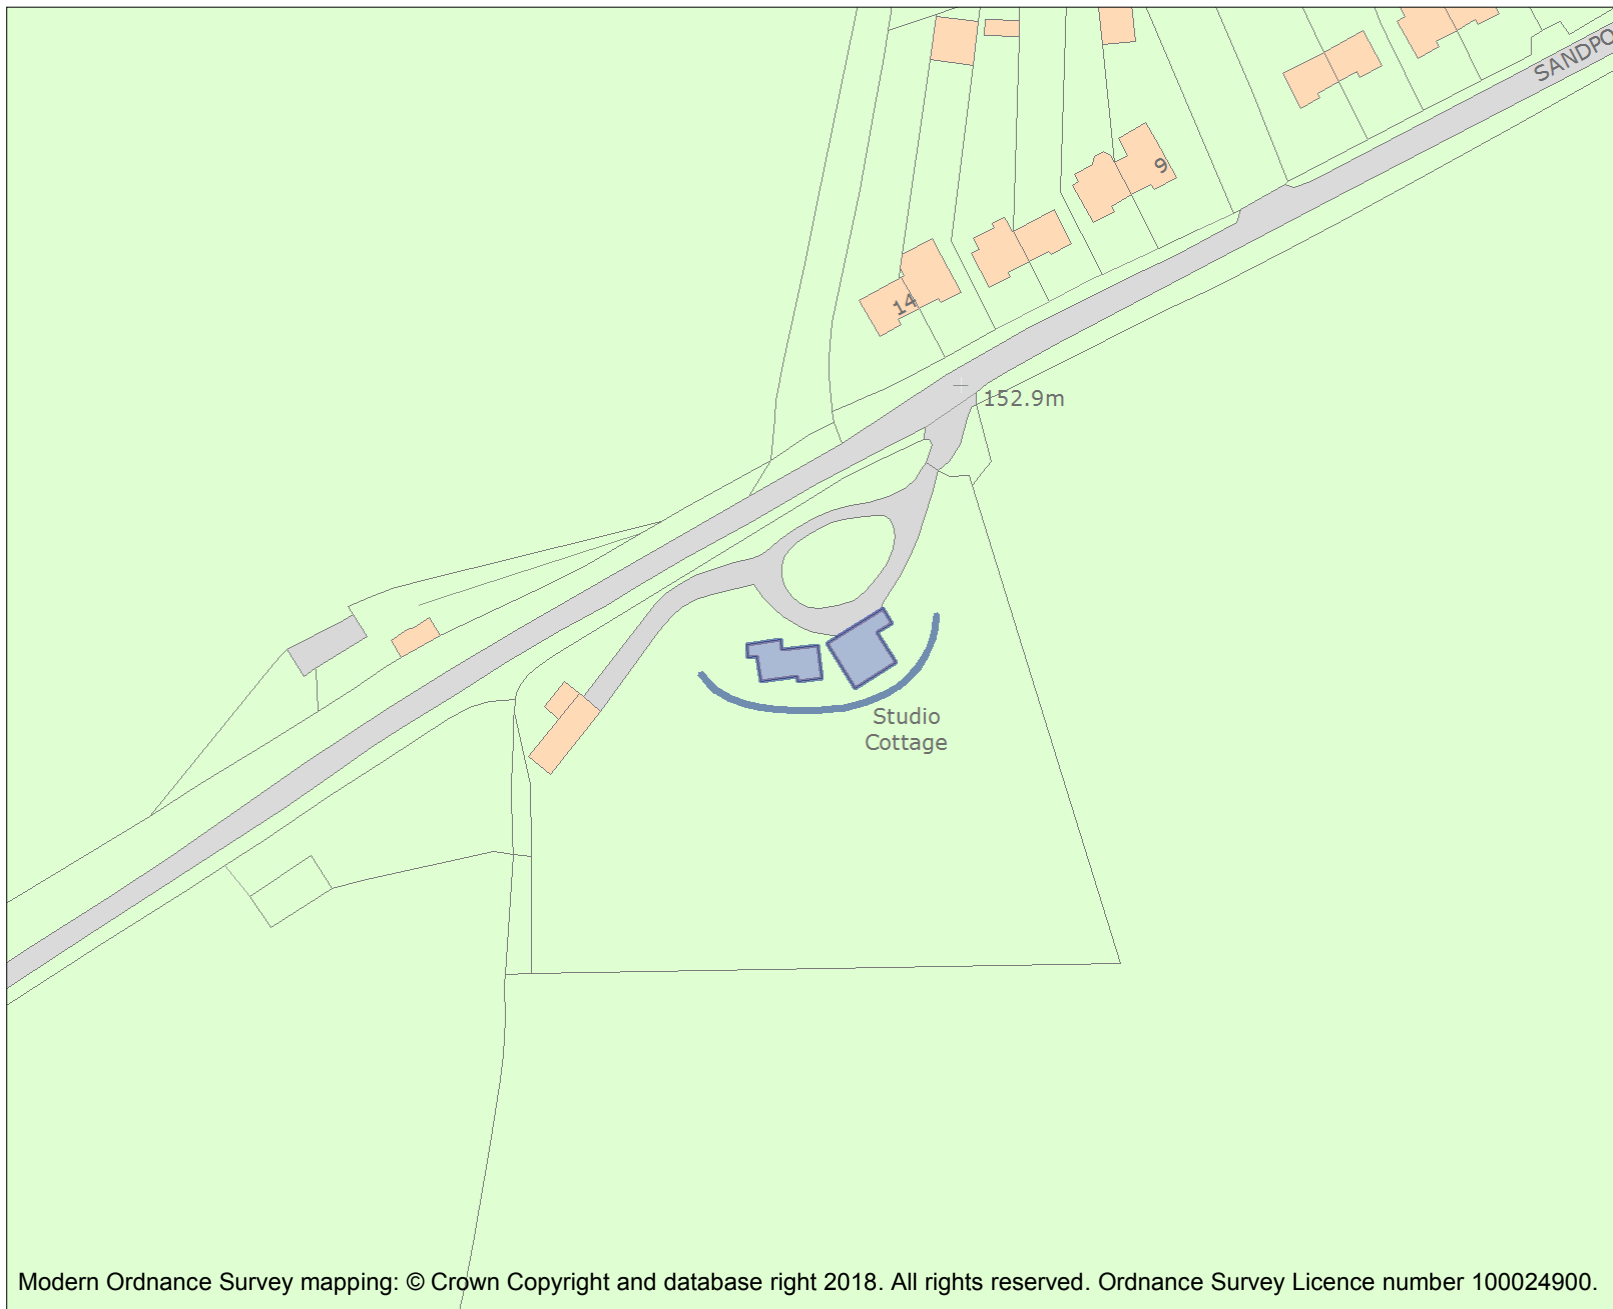 SANDPO
9
14
152.9m
Studio
Cottage
Modern Ordnance Survey mapping: © Crown Copyright and database right 2018. All rights reserved. Ordnance Survey Licence number 100024900.